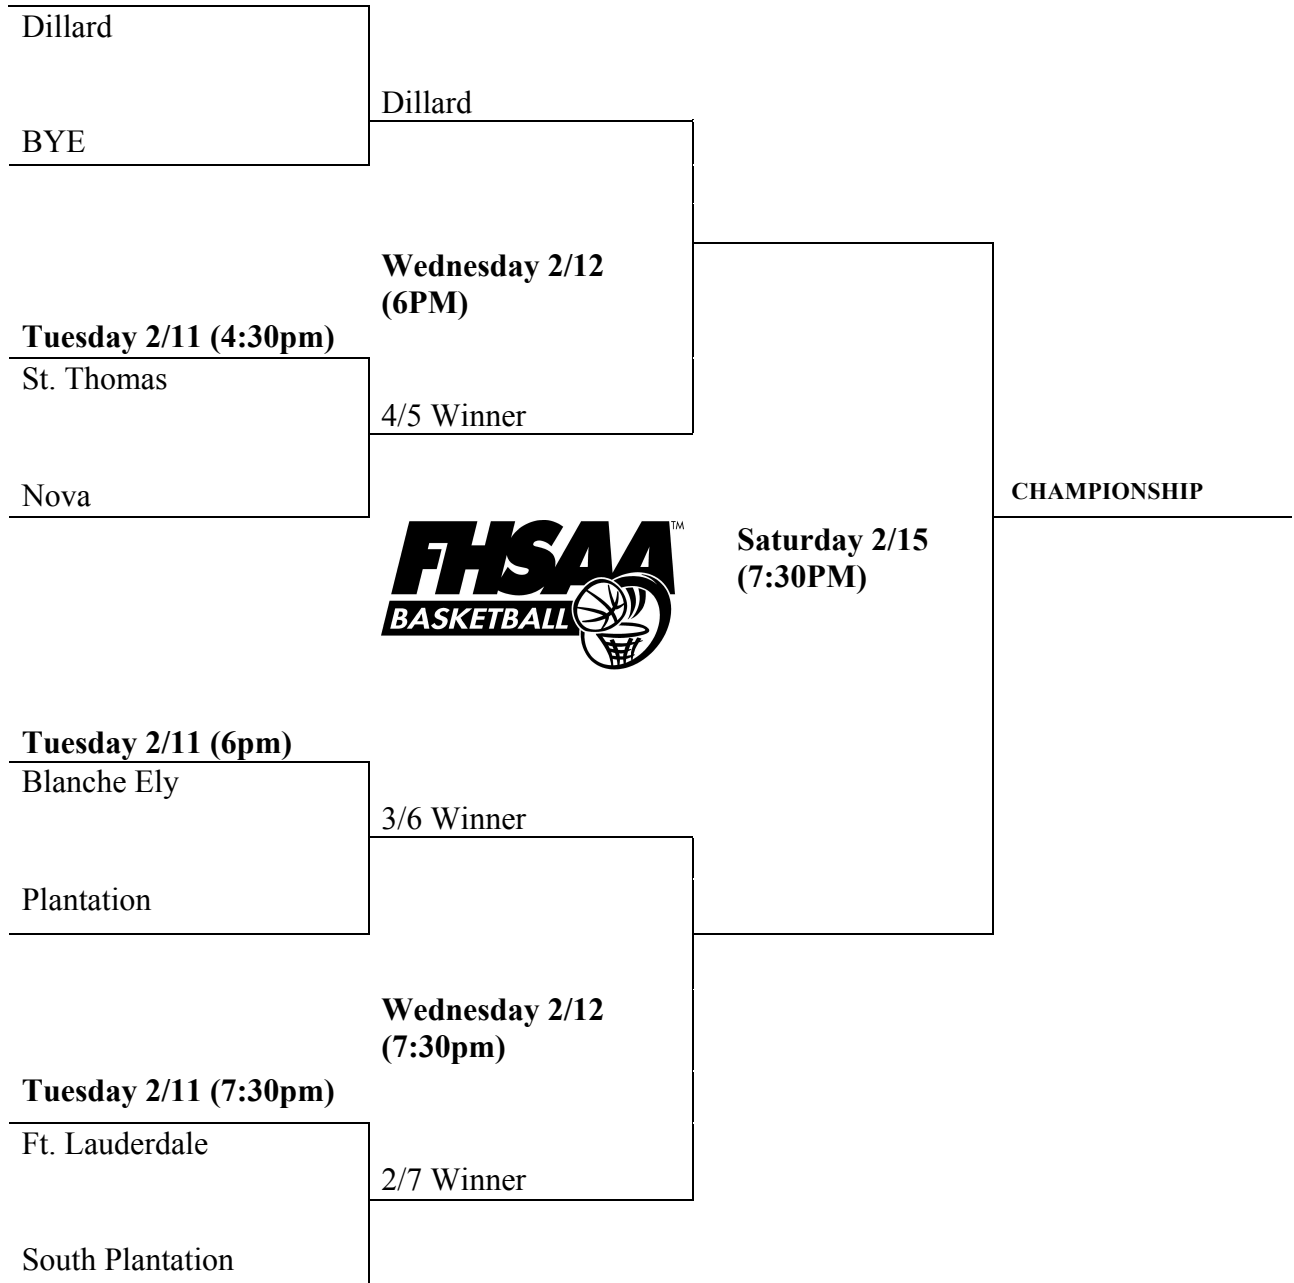 Dillard
Dillard
BYE
Wednesday 2/12
(6PM)
Tuesday 2/11 (4:30pm)
St. Thomas
4/5 Winner
Nova
CHAMPIONSHIP
FHSAA™
BASKETBALL
Saturday 2/15
(7:30PM)
Tuesday 2/11 (6pm)
Blanche Ely
3/6 Winner
Plantation
Wednesday 2/12
(7:30pm)
Tuesday 2/11 (7:30pm)
Ft. Lauderdale
2/7 Winner
South Plantation